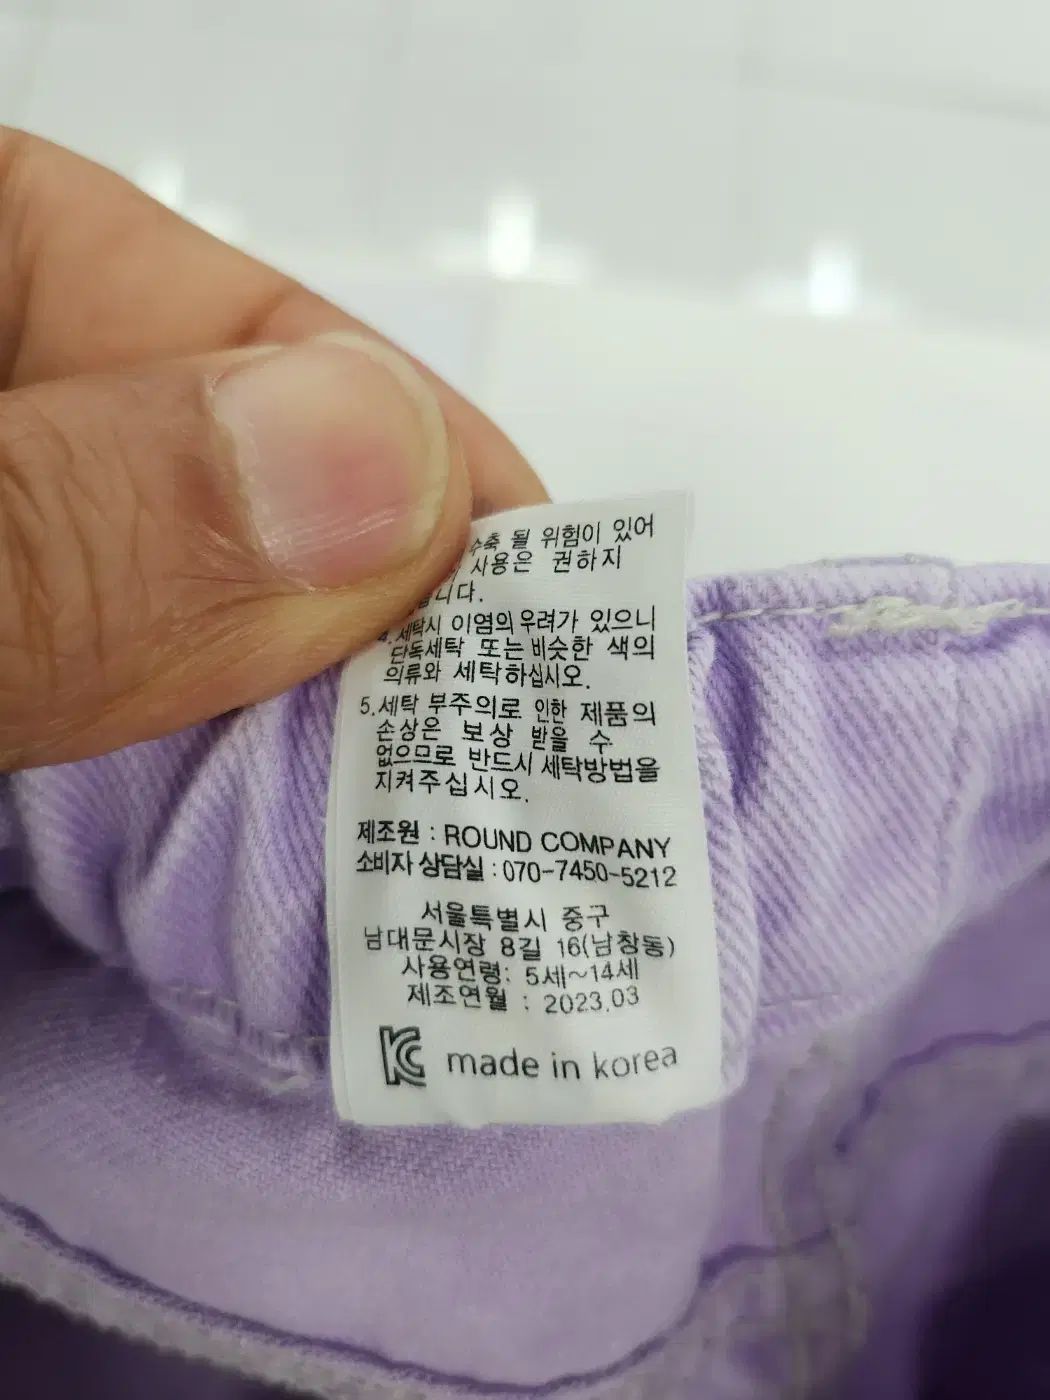 수축 될 위험이 있어
사용은 권하지
니다.
4.세탁시 이염의 우려가 있으니
단독세탁 또는 비슷한 색의
의류와 세탁하십시오.
5.세탁 부주의로 인한 제품의
손상은 보상 받을 수
없으므로 반드시 세탁방법을
지켜주십시오.
제조원 : ROUND COMPANY
소비자 상담실 : 070-7450-5212
서울특별시 중구
남대문시장 8길 16(남창동)
사용연령: 5세~14세
제조연월 : 2023.03
KC made in korea